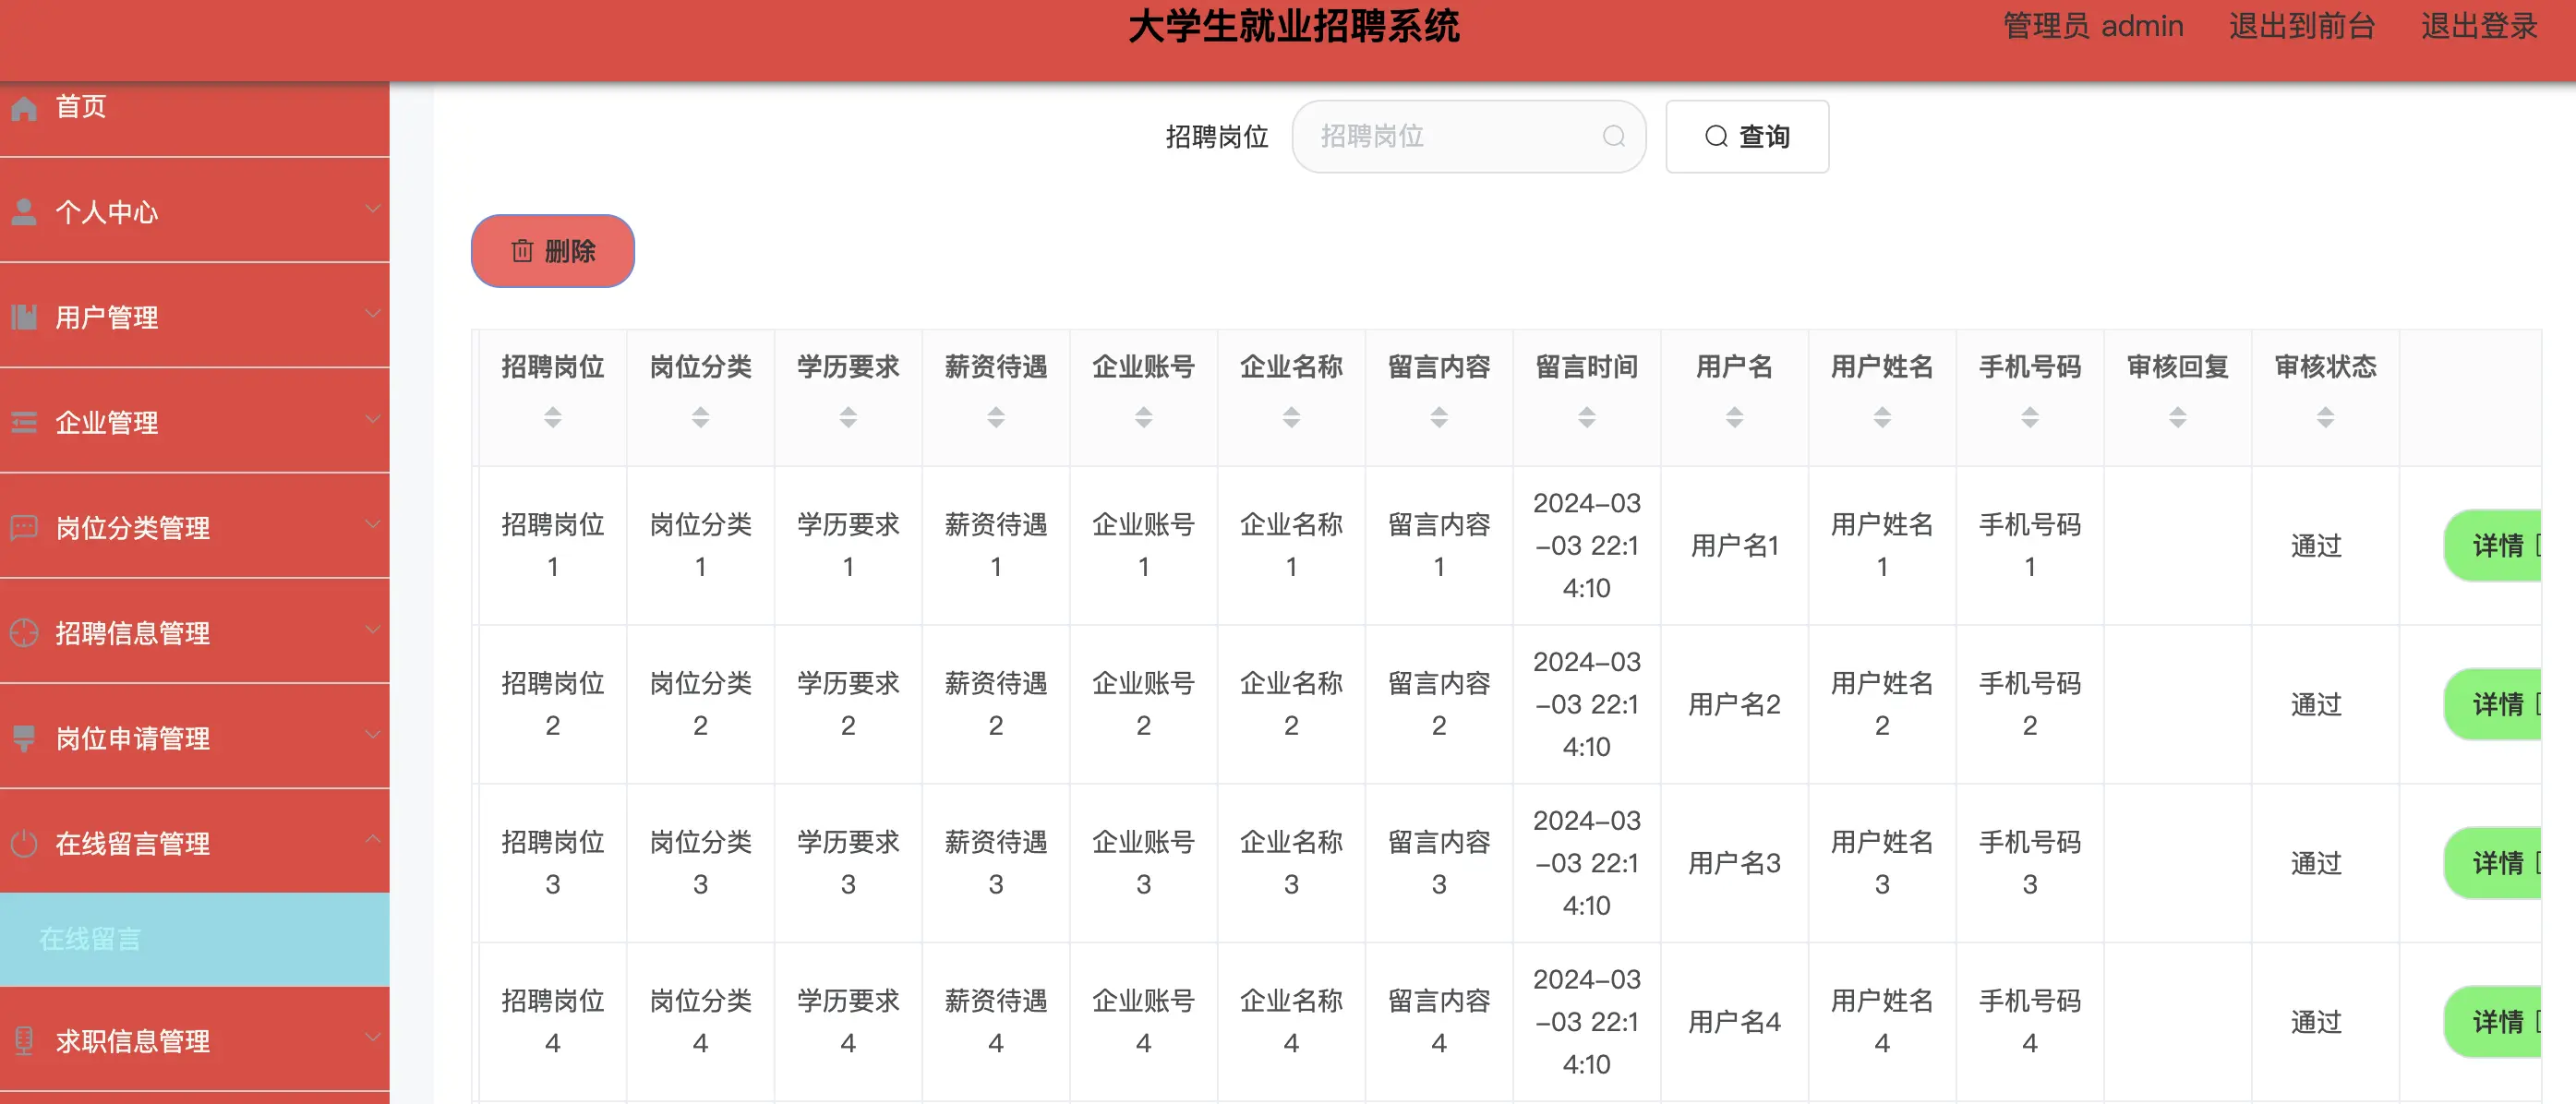 大学生就业招聘系统
管理员 admin 退出到前台 退出登录
首页
个人中心
用户管理
企业管理
岗位分类管理
招聘信息管理
岗位申请管理
在线留言管理
在线留言
求职信息管理
招聘岗位 招聘岗位 查询
删除
招聘岗位 岗位分类 学历要求 薪资待遇 企业账号 企业名称 留言内容 留言时间 用户名 用户姓名 手机号码 审核回复 审核状态
招聘岗位1 岗位分类1 学历要求1 薪资待遇1 企业账号1 企业名称1 留言内容1 2024-03-03 22:14:10 用户名1 用户姓名1 手机号码1 通过 详情
招聘岗位2 岗位分类2 学历要求2 薪资待遇2 企业账号2 企业名称2 留言内容2 2024-03-03 22:14:10 用户名2 用户姓名2 手机号码2 通过 详情
招聘岗位3 岗位分类3 学历要求3 薪资待遇3 企业账号3 企业名称3 留言内容3 2024-03-03 22:14:10 用户名3 用户姓名3 手机号码3 通过 详情
招聘岗位4 岗位分类4 学历要求4 薪资待遇4 企业账号4 企业名称4 留言内容4 2024-03-03 22:14:10 用户名4 用户姓名4 手机号码4 通过 详情